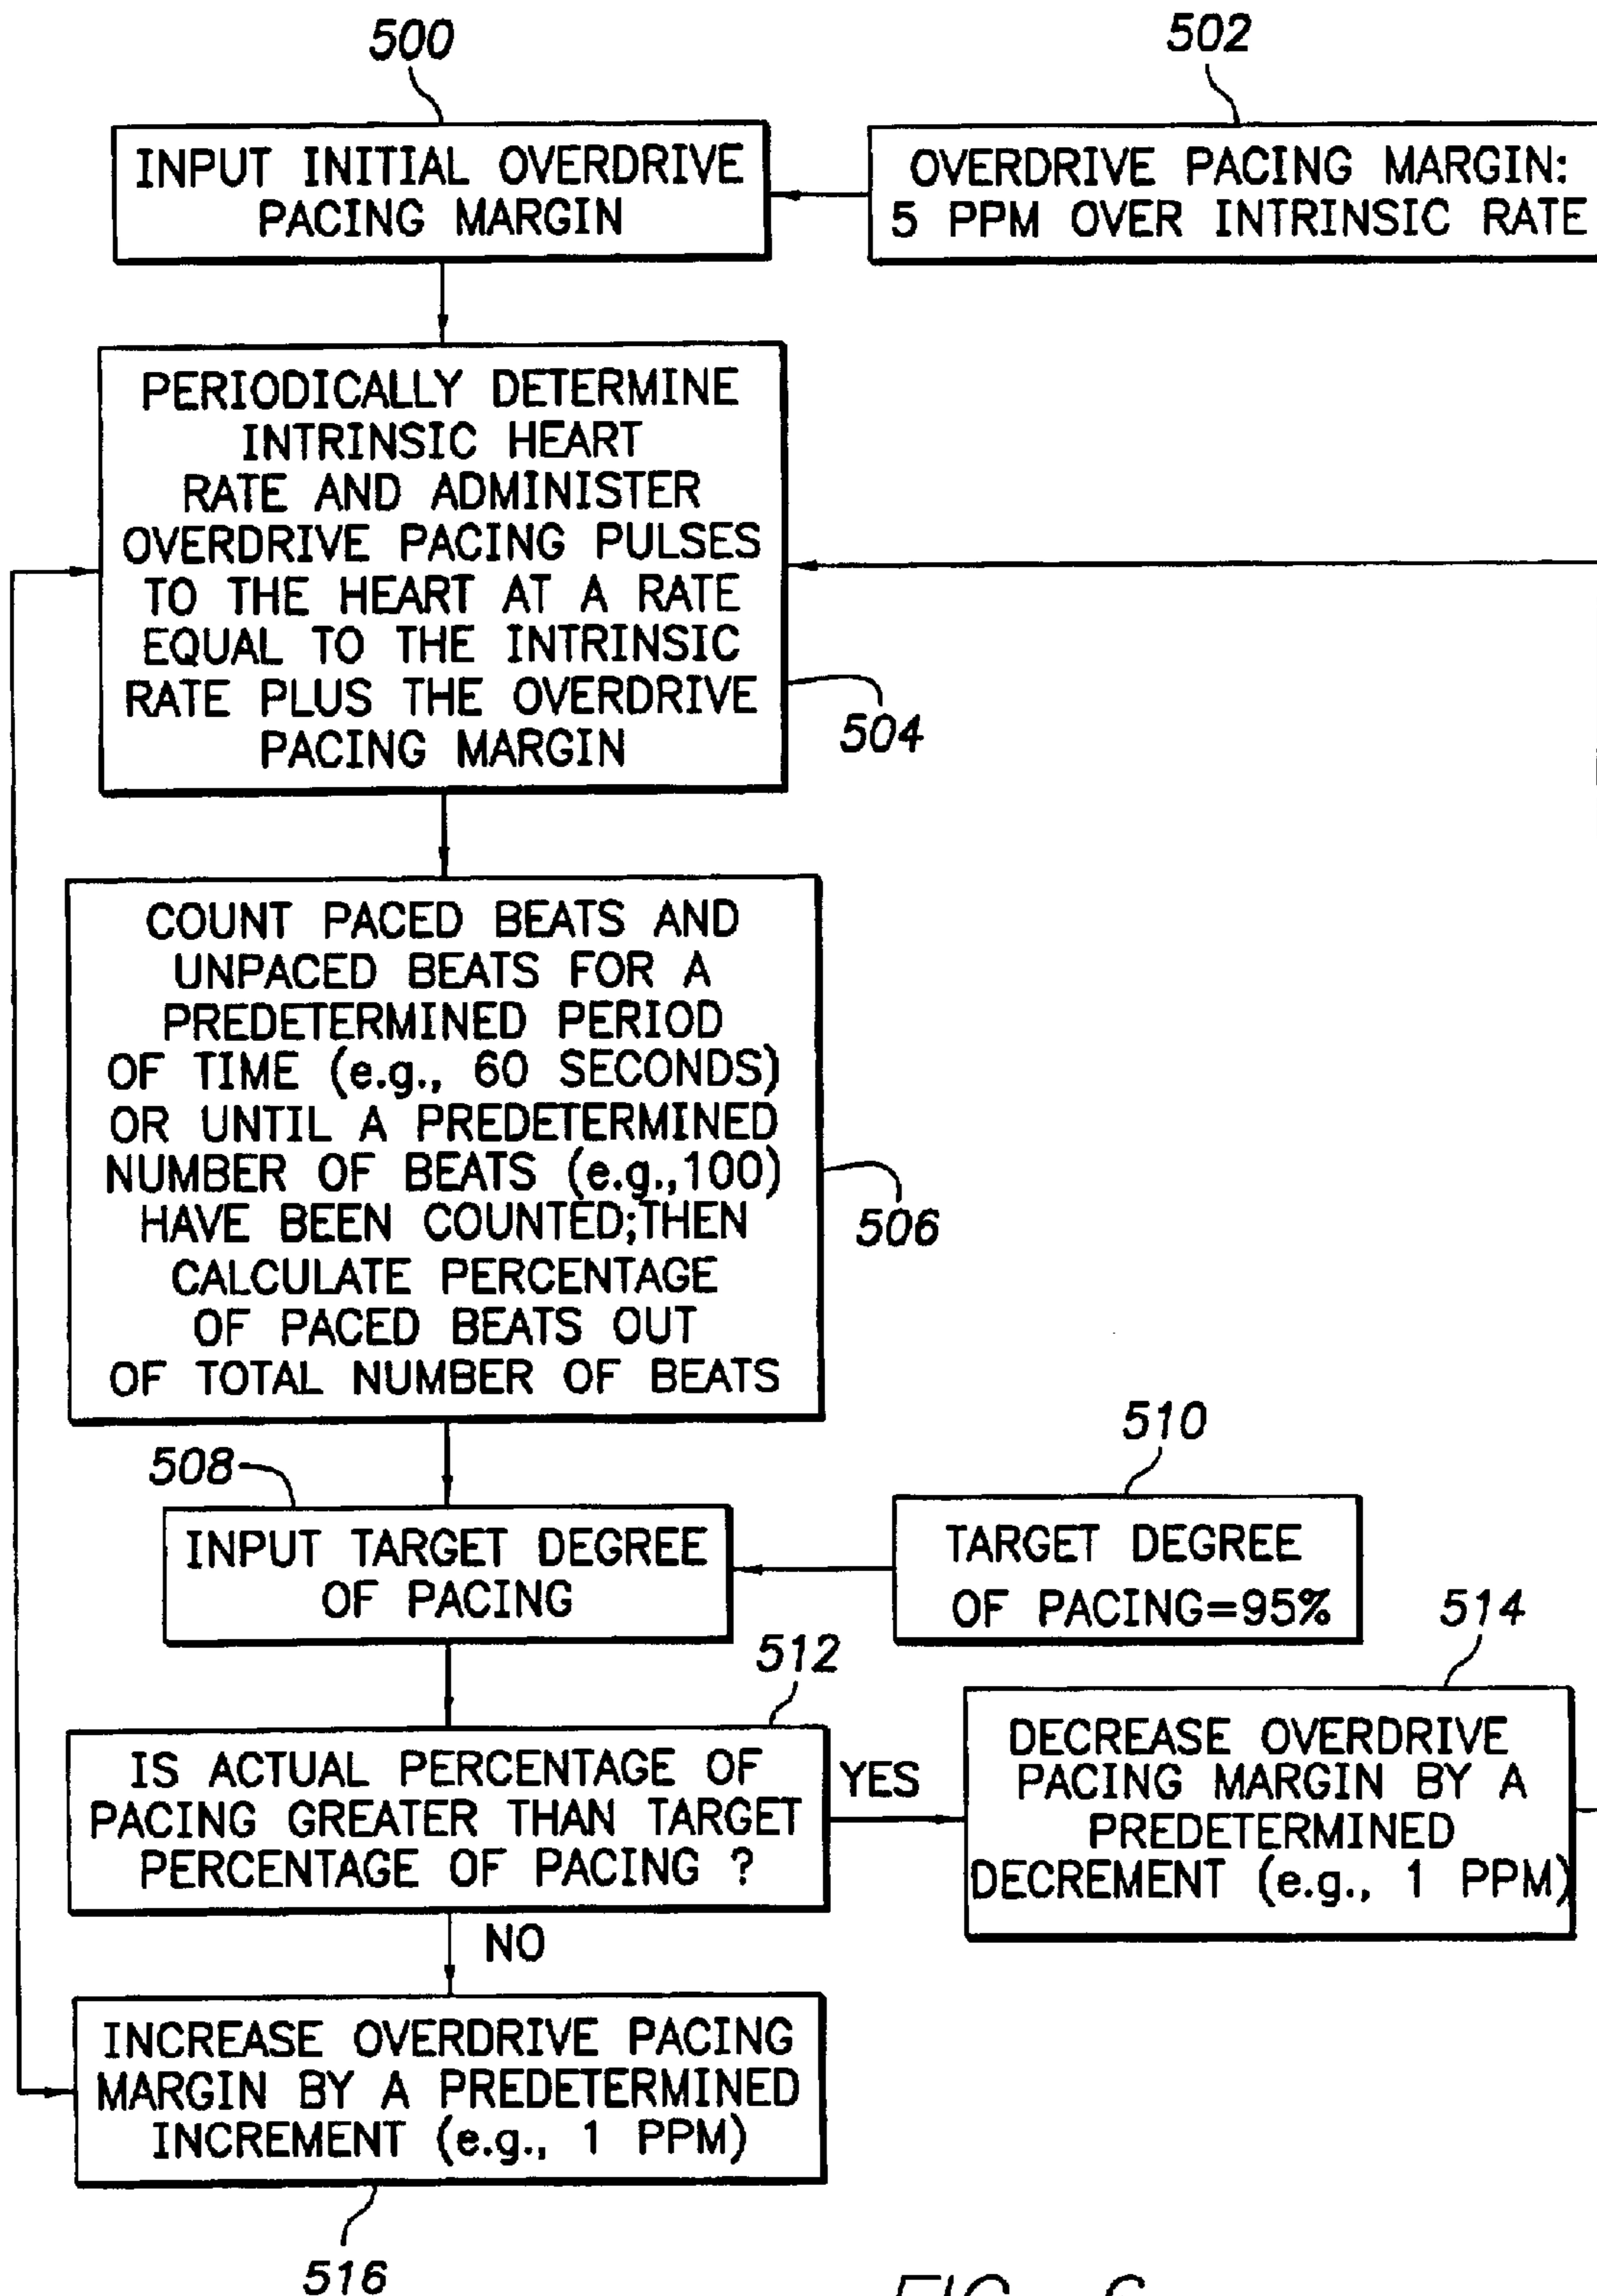 500
502
INPUT INITIAL OVERDRIVE
PACING MARGIN
OVERDRIVE PACING MARGIN:
5 PPM OVER INTRINSIC RATE
PERIODICALLY DETERMINE
INTRINSIC HEART
RATE AND ADMINISTER
OVERDRIVE PACING PULSES
TO THE HEART AT A RATE
EQUAL TO THE INTRINSIC
RATE PLUS THE OVERDRIVE
PACING MARGIN
504
COUNT PACED BEATS AND
UNPACED BEATS FOR A
PREDETERMINED PERIOD
OF TIME (e.g., 60 SECONDS)
OR UNTIL A PREDETERMINED
NUMBER OF BEATS (e.g.,100)
HAVE BEEN COUNTED;THEN
CALCULATE PERCENTAGE
OF PACED BEATS OUT
OF TOTAL NUMBER OF BEATS
506
508
INPUT TARGET DEGREE
OF PACING
510
TARGET DEGREE
OF PACING=95%
512
IS ACTUAL PERCENTAGE OF
PACING GREATER THAN TARGET
PERCENTAGE OF PACING ?
YES
514
DECREASE OVERDRIVE
PACING MARGIN BY A
PREDETERMINED
DECREMENT (e.g., 1 PPM)
NO
INCREASE OVERDRIVE PACING
MARGIN BY A PREDETERMINED
INCREMENT (e.g., 1 PPM)
516